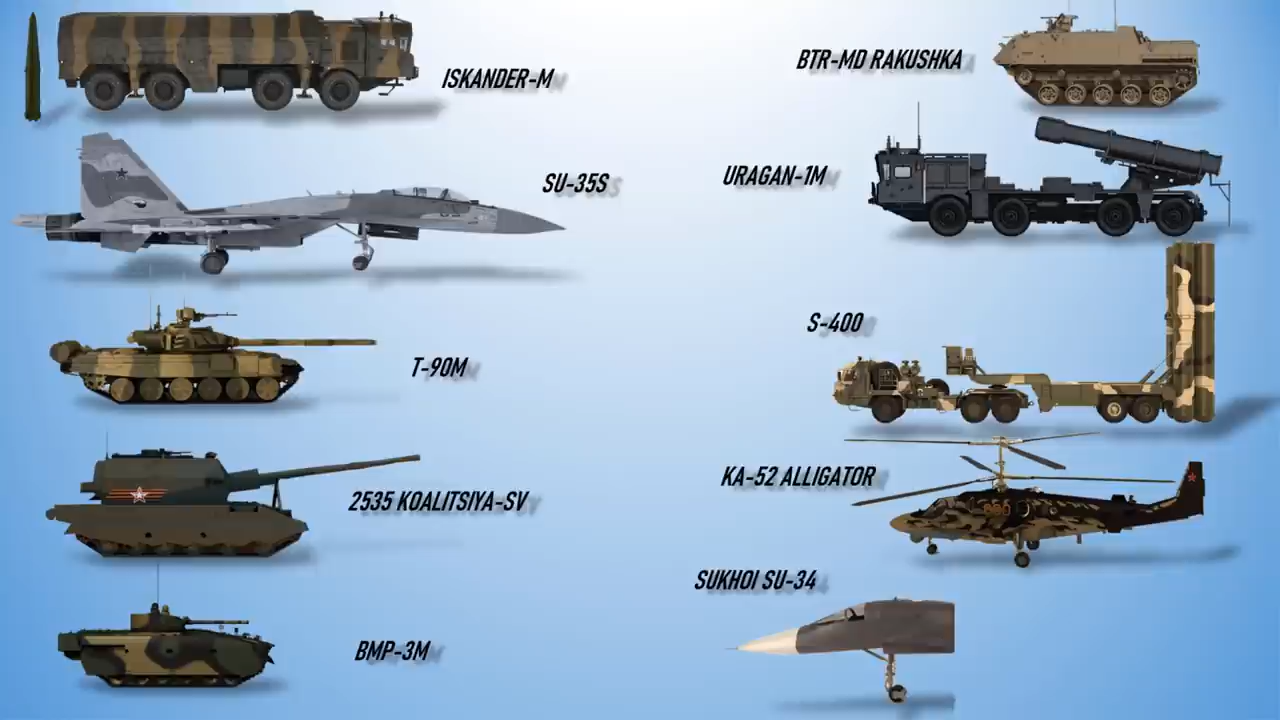 ISKANDER-M
BTR-MD RAKUSHKA
SU-35S
URAGAN-1M
S-400
T-90M
2S35 KOALITSIYA-SV
KA-52 ALLIGATOR
SUKHOI SU-34
BMP-3M